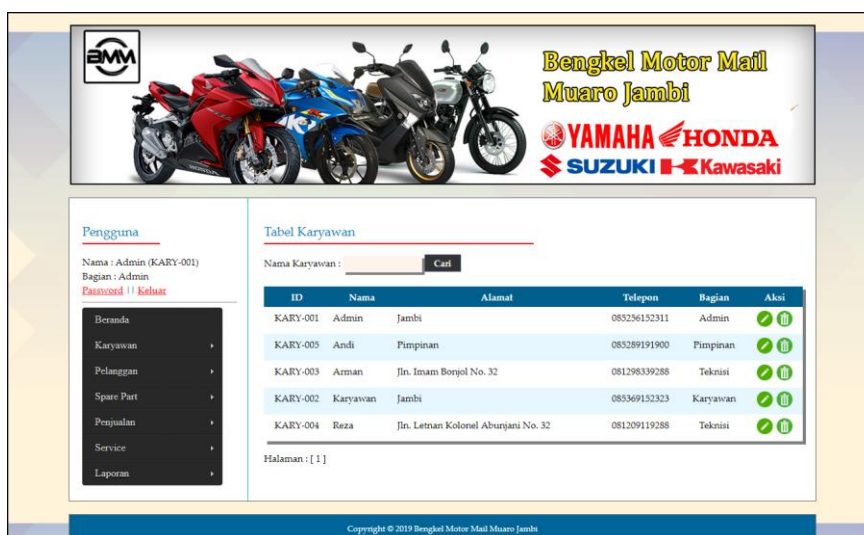 BMM
Bengkel Motor Mail
Muaro Jambi
YAMAHA HONDA
SUZUKI Kawasaki
HONDA
Pengguna
Nama : Admin (KARY-001)
Bagian : Admin
Password || Keluar
Beranda
Karyawan
Pelanggan
Spare Part
Penjualan
Service
Laporan
Tabel Karyawan
Nama Karyawan : Cari
ID Nama Alamat Telepon Bagian Aksi
KARY-001 Admin Jambi 085256152311 Admin
KARY-005 Andi Pimpinan 085289191900 Pimpinan
KARY-003 Arman Jln. Imam Bonjol No. 32 081298339288 Teknisi
KARY-002 Karyawan Jambi 085369152323 Karyawan
KARY-004 Reza Jln. Letnan Kolonel Abunjani No. 32 081209119288 Teknisi
Halaman : [ 1 ]
Copyright © 2019 Bengkel Motor Mail Muaro Jambi